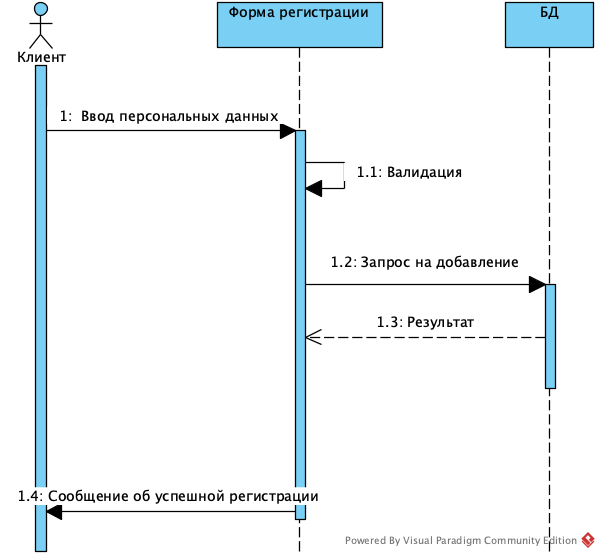 Форма регистрации
БД
Клиент
1: Ввод персональных данных
1.1: Валидация
1.2: Запрос на добавление
1.3: Результат
1.4: Сообщение об успешной регистрации
Powered By Visual Paradigm Community Edition